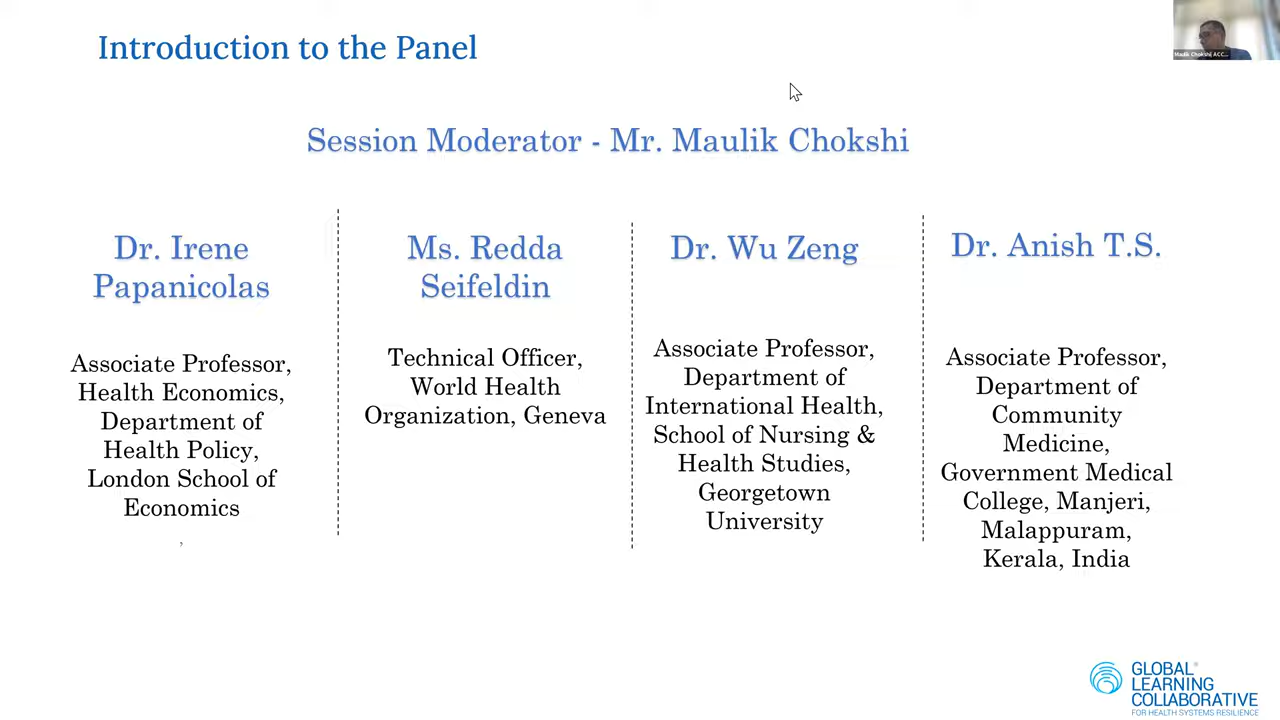 Introduction to the Panel
Maulik Chokshi, ACC...
Session Moderator - Mr. Maulik Chokshi
Dr. Irene
Papanicolas
Associate Professor,
Health Economics,
Department of
Health Policy,
London School of
Economics
,
Ms. Redda
Seifeldin
Technical Officer,
World Health
Organization, Geneva
Dr. Wu Zeng
Associate Professor,
Department of
International Health,
School of Nursing &
Health Studies,
Georgetown
University
Dr. Anish T.S.
Associate Professor,
Department of
Community
Medicine,
Government Medical
College, Manjeri,
Malappuram,
Kerala, India
GLOBAL®
LEARNING
COLLABORATIVE
FOR HEALTH SYSTEMS RESILIENCE